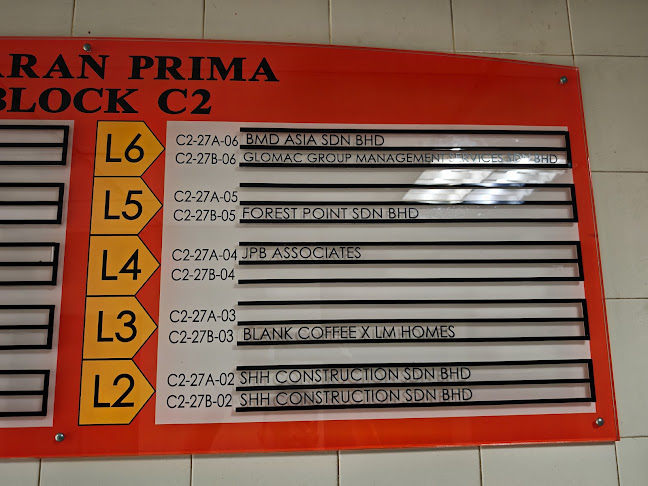 ARAN PRIMA
BLOCK C2
L6
C2-27A-06 BMD ASIA SDN BHD
C2-27B-06 GLOMAC GROUP MANAGEMENT SERVICES SDN BHD
L5
C2-27A-05
C2-27B-05 FOREST POINT SDN BHD
L4
C2-27A-04 JPB ASSOCIATES
C2-27B-04
L3
C2-27A-03
C2-27B-03 BLANK COFFEE X LM HOMES
L2
C2-27A-02 SHH CONSTRUCTION SDN BHD
C2-27B-02 SHH CONSTRUCTION SDN BHD